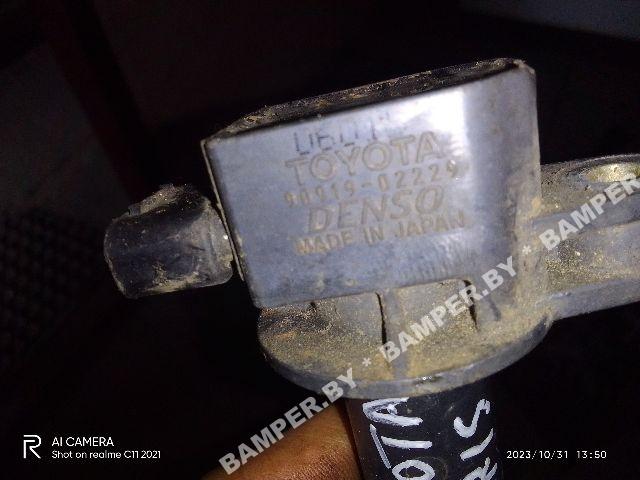 TOYOTA
90919-02229
DENSO
MADE IN JAPAN
BAMPER.BY * BAMPER.BY * BAMPER.BY
AI CAMERA
Shot on realme C11 2021
2023/10/31 13:50